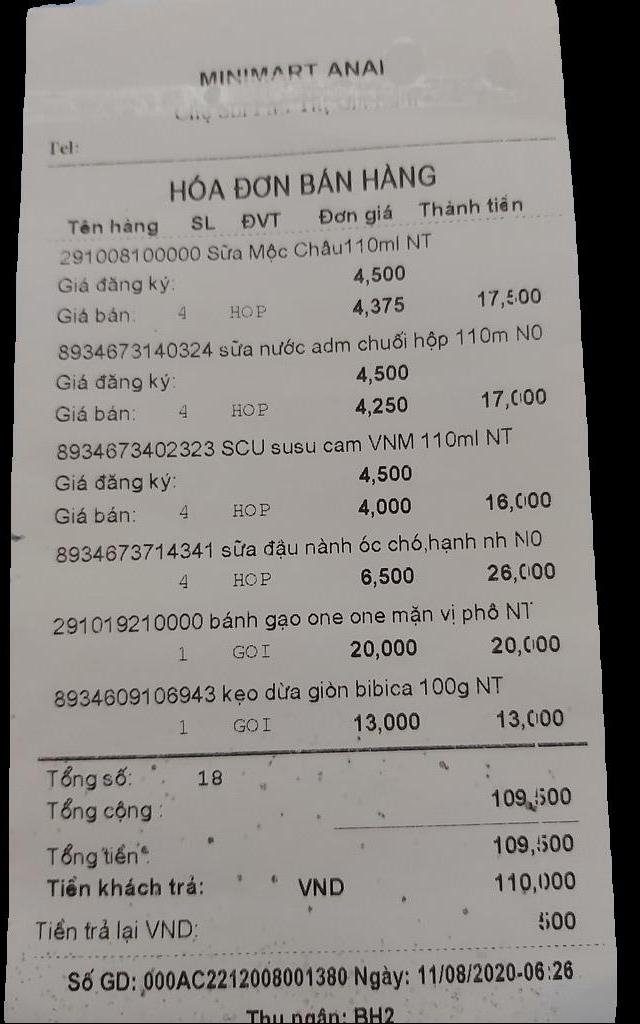 MINIMART ANAI
Tel:
HÓA ĐƠN BÁN HÀNG
Tên hàng SL ĐVT Đơn giá Thành tiền
291008100000 Sữa Mộc Châu110ml NT
Giá đăng ký: 4,500
Giá bán: 4 HOP 4,375 17,500
8934673140324 sữa nước adm chuối hộp 110m N0
Giá đăng ký: 4,500
Giá bán: 4 HOP 4,250 17,000
8934673402323 SCU susu cam VNM 110ml NT
Giá đăng ký: 4,500
Giá bán: 4 HOP 4,000 16,000
8934673714341 sữa đậu nành óc chó,hạnh nh N0
4 HOP 6,500 26,000
291019210000 bánh gạo one one mặn vị phô NT
1 GOI 20,000 20,000
8934609106943 kẹo dừa giòn bibica 100g NT
1 GOI 13,000 13,000
Tổng số: 18
Tổng cộng : 109,500
Tổng tiền: 109,500
Tiền khách trả: VND 110,000
Tiền trả lại VND: 500
Số GD: 000AC2212008001380 Ngày: 11/08/2020-06:26
Thu ngân: BH2